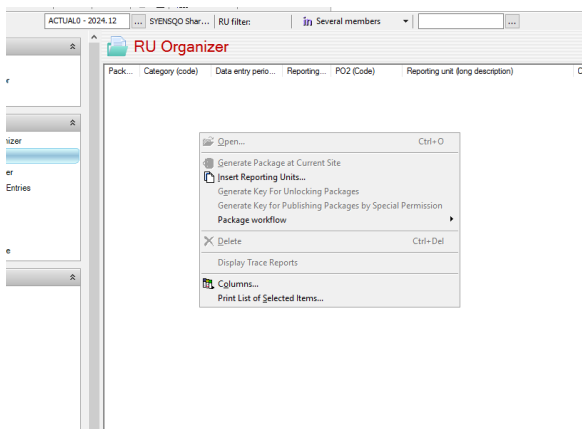 ACTUAL0 - 2024.12 ... SYENSQO Shar... RU filter: in Several members ...
RU Organizer
Pack... Category (code) Data entry perio... Reporting... PO2 (Code) Reporting unit (long description) C
r
nizer
er
Entries
e
Open... Ctrl+O
Generate Package at Current Site
Insert Reporting Units...
Generate Key For Unlocking Packages
Generate Key for Publishing Packages by Special Permission
Package workflow
Delete Ctrl+Del
Display Trace Reports
Columns...
Print List of Selected Items...